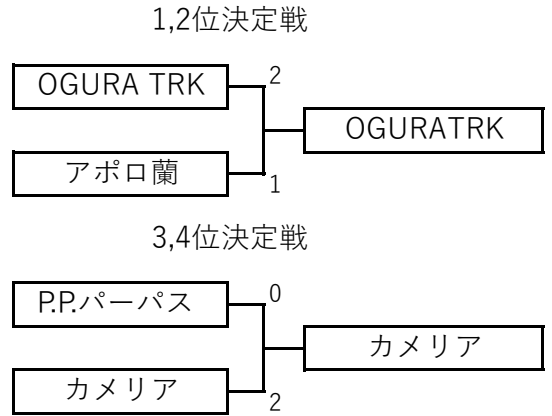 1,2位決定戦
OGURA TRK
2
OGURATRK
アポロ蘭
1
3,4位決定戦
P.P.パーパス
0
カメリア
カメリア
2